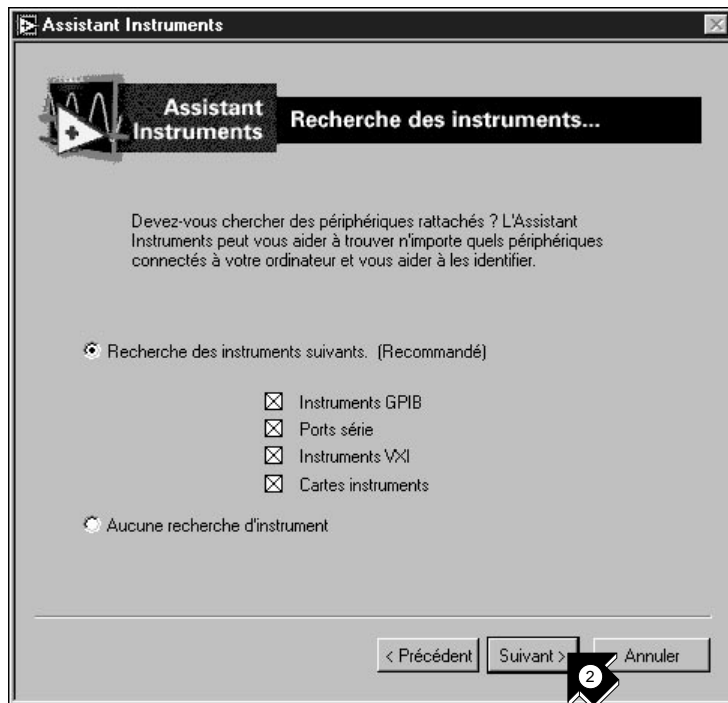 Assistant Instruments
Assistant
Instruments
Recherche des instruments...
Devez-vous chercher des périphériques rattachés ? L'Assistant
Instruments peut vous aider à trouver n'importe quels périphériques
connectés à votre ordinateur et vous aider à les identifier.
Recherche des instruments suivants. (Recommandé)
Instruments GPIB
Ports série
Instruments VXI
Cartes instruments
Aucune recherche d'instrument
< Précédent
Suivant >
Annuler
2